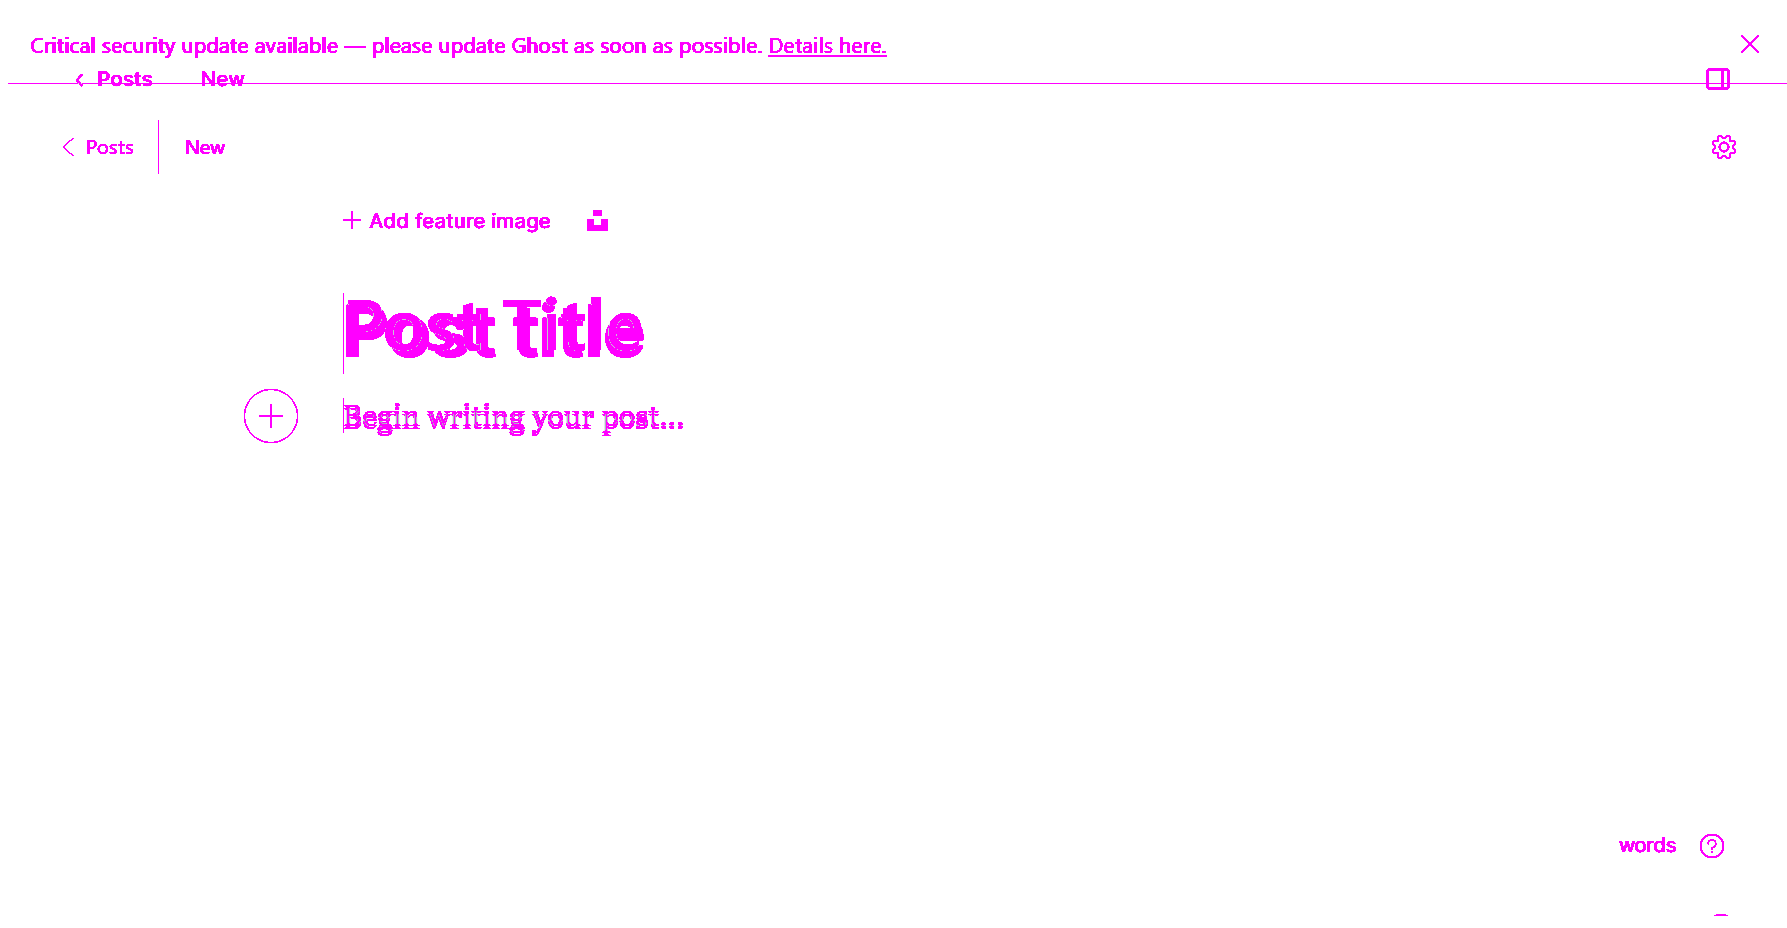 Critical security update available — please update Ghost as soon as possible. Details here.
Posts New
Posts New
Add feature image
Post Title
Begin writing your post...
words